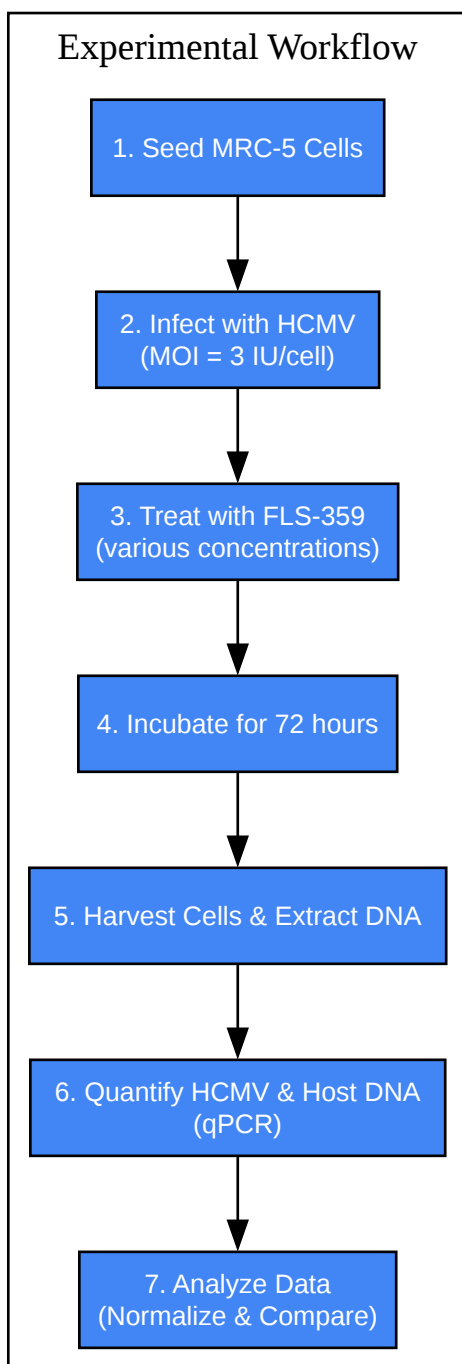 Experimental Workflow
1. Seed MRC-5 Cells
2. Infect with HCMV
(MOI = 3 IU/cell)
3. Treat with FLS-359
(various concentrations)
4. Incubate for 72 hours
5. Harvest Cells & Extract DNA
6. Quantify HCMV & Host DNA
(qPCR)
7. Analyze Data
(Normalize & Compare)